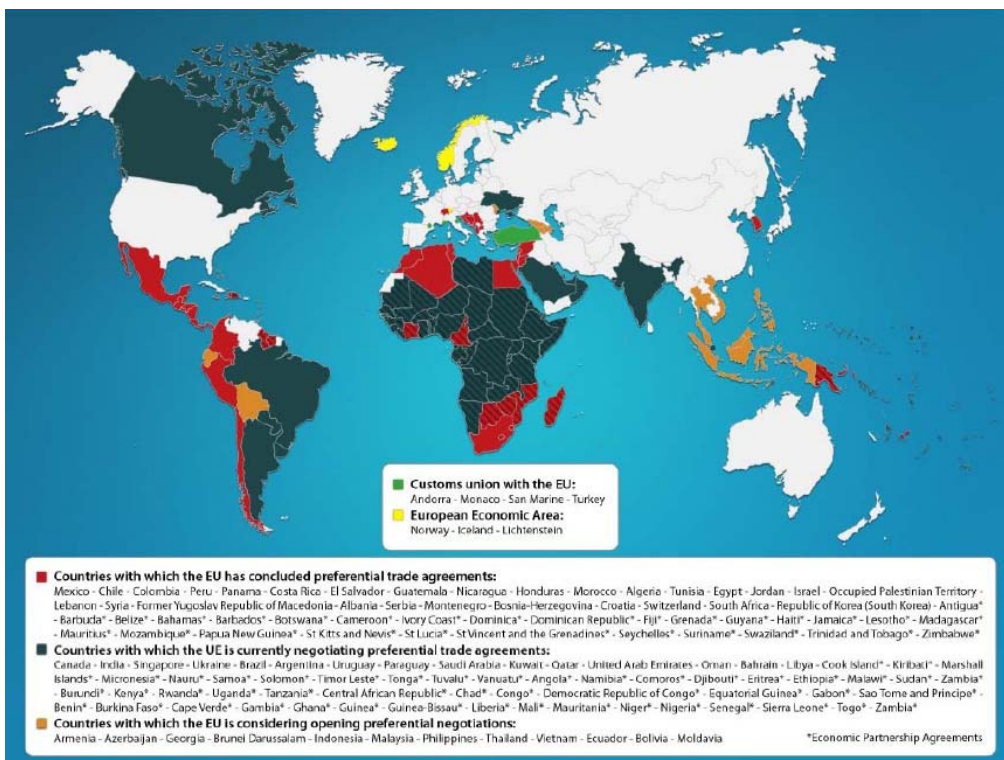 Customs union with the EU:
Andorra - Monaco - San Marine - Turkey
European Economic Area:
Norway - Iceland - Lichtenstein
Countries with which the EU has concluded preferential trade agreements:
Mexico - Chile - Colombia - Peru - Panama - Costa Rica - El Salvador - Guatemala - Nicaragua - Honduras - Morocco - Algeria - Tunisia - Egypt - Jordan - Israel - Occupied Palestinian Territory -
Lebanon - Syria - Former Yugoslav Republic of Macedonia - Albania - Serbia - Montenegro - Bosnia-Herzegovina - Croatia - Switzerland - South Africa - Republic of Korea (South Korea) - Antigua*
- Barbuda* - Belize* - Bahamas* - Barbados* - Botswana* - Cameroon* - Ivory Coast* - Dominica* - Dominican Republic* - Fiji* - Grenada* - Guyana* - Haiti* - Jamaica* - Lesotho* - Madagascar*
- Mauritius* - Mozambique* - Papua New Guinea* - St Kitts and Nevis* - St Lucia* - St Vincent and the Grenadines* - Seychelles* - Suriname* - Swaziland* - Trinidad and Tobago* - Zimbabwe*
Countries with which the UE is currently negotiating preferential trade agreements:
Canada - India - Singapore - Ukraine - Brazil - Argentina - Uruguay - Paraguay - Saudi Arabia - Kuwait - Qatar - United Arab Emirates - Oman - Bahrain - Libya - Cook Island* - Kiribati* - Marshall
Islands* - Micronesia* - Nauru* - Samoa* - Solomon* - Timor Leste* - Tonga* - Tuvalu* - Vanuatu* - Angola* - Namibia* - Comoros* - Djibouti* - Eritrea* - Ethiopia* - Malawi* - Sudan* - Zambia*
- Burundi* - Kenya* - Rwanda* - Uganda* - Tanzania* - Central African Republic* - Chad* - Congo* - Democratic Republic of Congo* - Equatorial Guinea* - Gabon* - Sao Tome and Principe* -
Benin* - Burkina Faso* - Cape Verde* - Gambia* - Ghana* - Guinea* - Guinea-Bissau* - Liberia* - Mali* - Mauritania* - Niger* - Nigeria* - Senegal* - Sierra Leone* - Togo* - Zambia*
Countries with which the EU is considering opening preferential negotiations:
Armenia - Azerbaijan - Georgia - Brunei Darussalam - Indonesia - Malaysia - Philippines - Thailand - Vietnam - Ecuador - Bolivia - Moldavia
*Economic Partnership Agreements